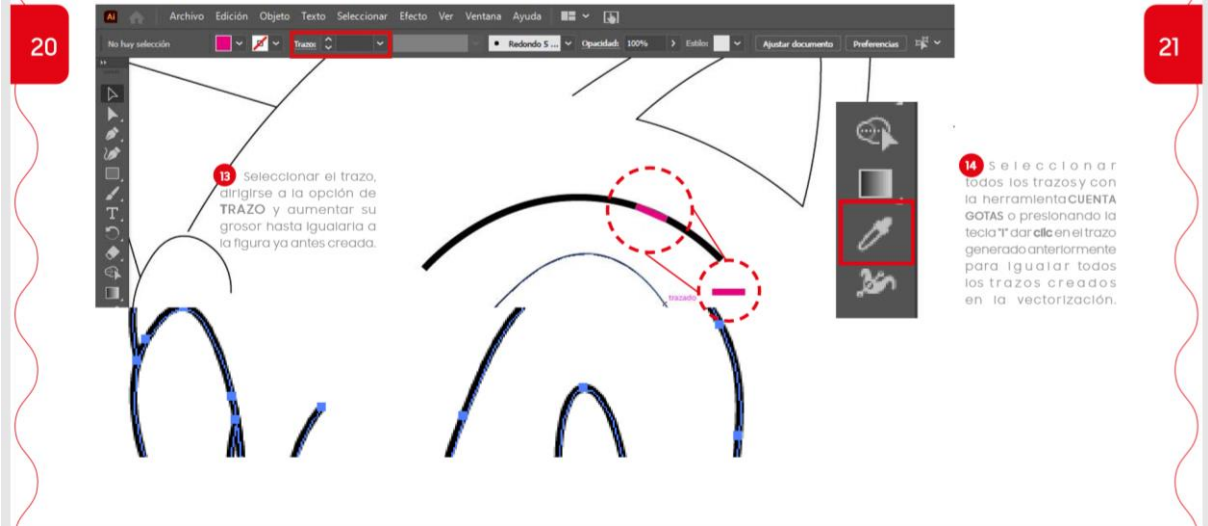 20
Ai
Archivo Edición Objeto Texto Seleccionar Efecto Ver Ventana Ayuda
No hay selección
Trazo:
Redondo 5 ...
Opacidad: 100%
Estilo:
Ajustar documento
Preferencias
13 Seleccionar el trazo,
dirigirse a la opción de
TRAZO y aumentar su
grosor hasta igualarla a
la figura ya antes creada.
trazado
21
14 Seleccionar
todos los trazos y con
la herramienta CUENTA
GOTAS o presionando la
tecla "I" dar clic en el trazo
generado anteriormente
para igualar todos
los trazos creados
en la vectorización.